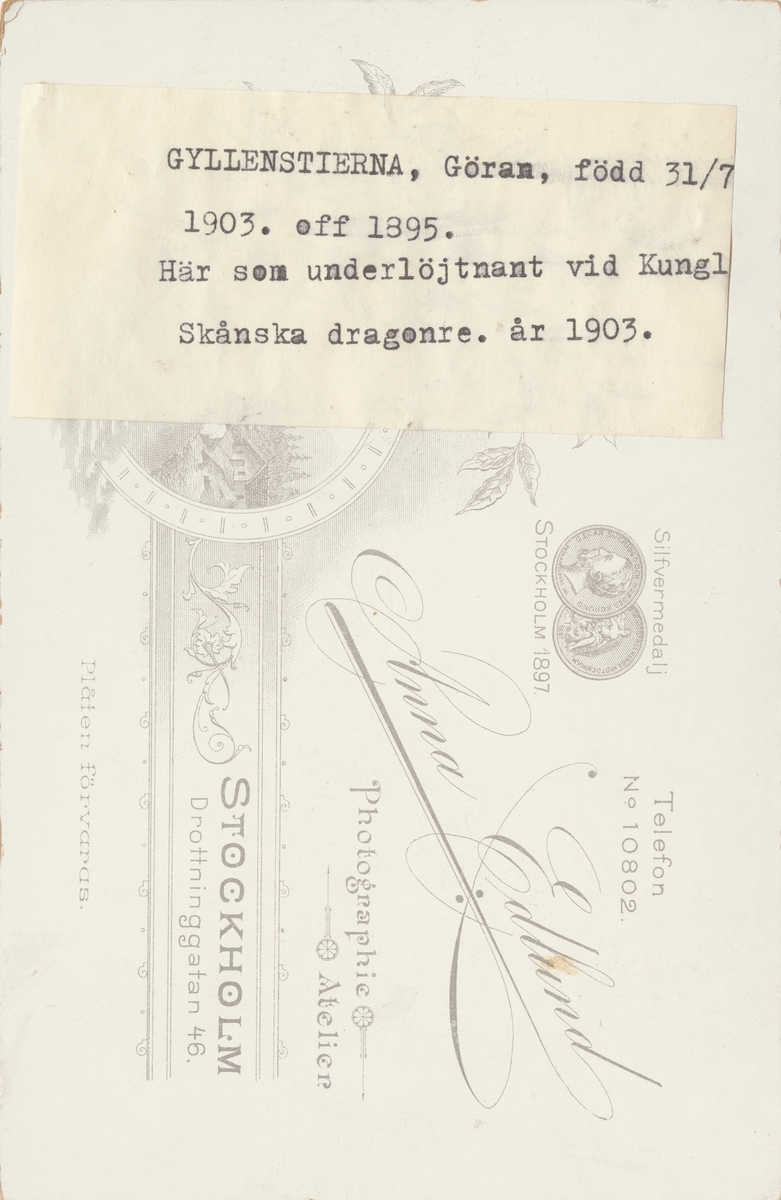 GYLLENSTIERNA, Göran, född 31/7
1903. off 1895.
Här som underlöjtnant vid Kungl
Skånska dragonre. år 1903.
Silfvermedalj
Stockholm 1897.
Telefon
No 10802.
Anna Edlund
Photographic Atelier
STOCKHOLM
Drottninggatan 46.
Plåten förvaras.